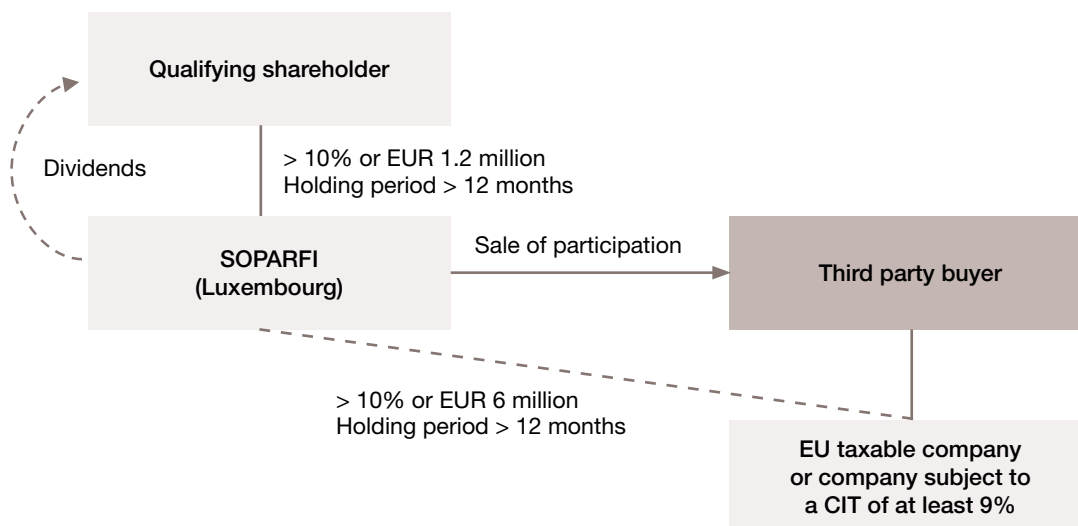 Qualifying shareholder
Dividends
> 10% or EUR 1.2 million
Holding period > 12 months
SOPARFI
(Luxembourg)
Sale of participation
Third party buyer
> 10% or EUR 6 million
Holding period > 12 months
EU taxable company
or company subject to
a CIT of at least 9%